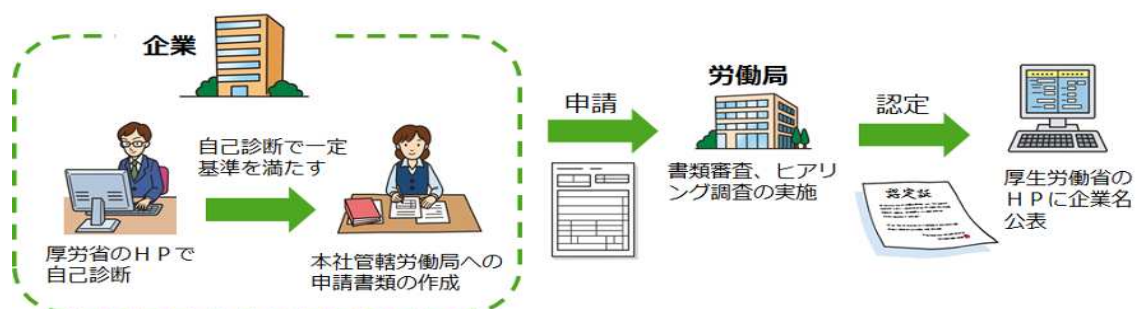 企業
自己診断で一定
基準を満たす
厚労省のＨＰで
自己診断
本社管轄労働局への
申請書類の作成
申請
労働局
書類審査、ヒアリ
ング調査の実施
認定
認定証
厚生労働省の
ＨＰに企業名
公表